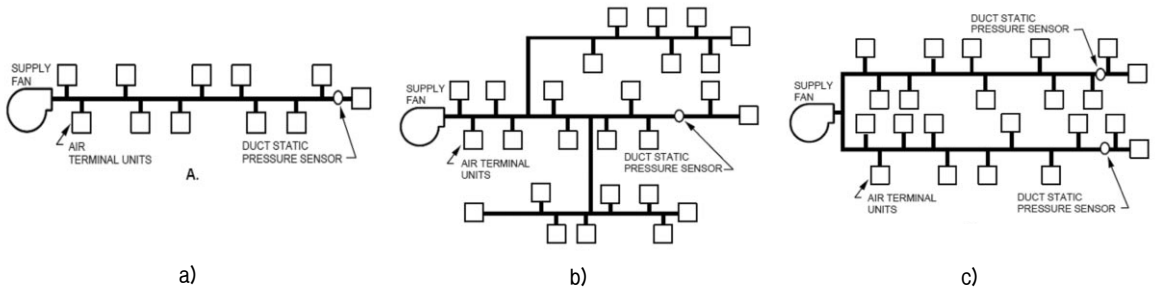 SUPPLY
FAN
AIR
TERMINAL UNITS
DUCT STATIC
PRESSURE SENSOR
A.
a)
SUPPLY
FAN
AIR TERMINAL
UNITS
DUCT STATIC
PRESSURE SENSOR
b)
DUCT STATIC
PRESSURE SENSOR
SUPPLY
FAN
AIR TERMINAL
UNITS
DUCT STATIC
PRESSURE SENSOR
c)